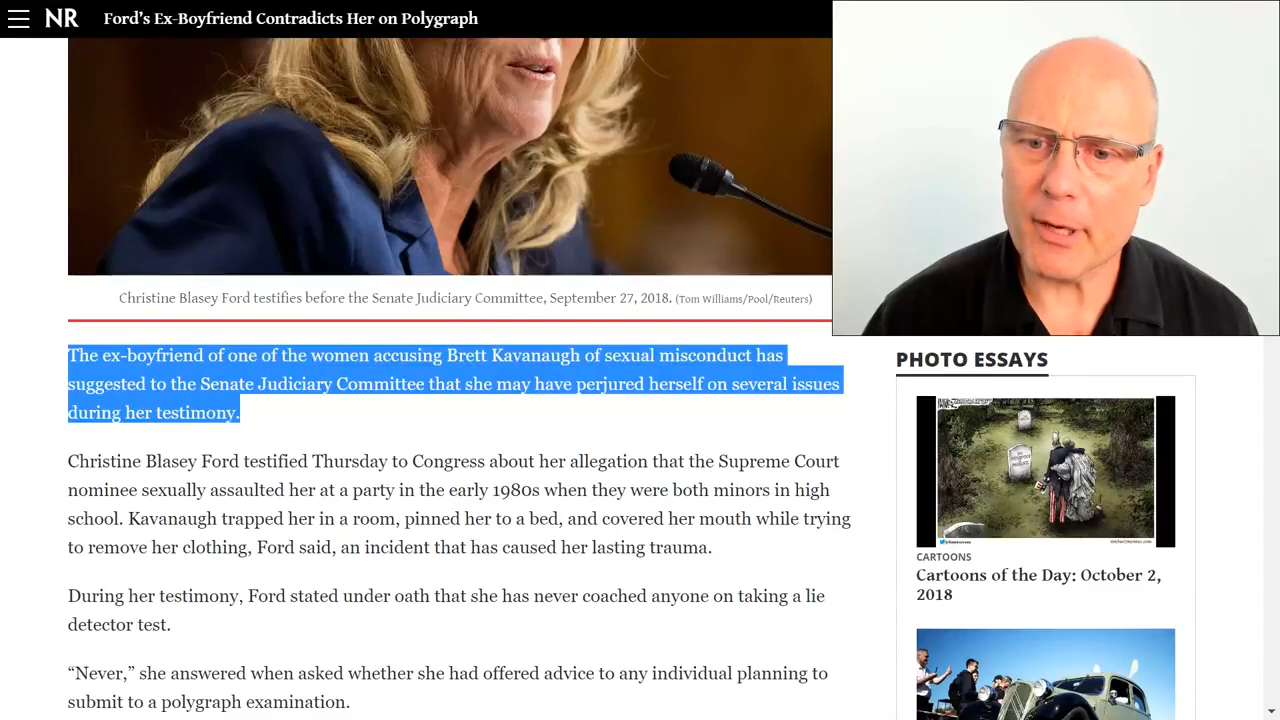 NR
Ford’s Ex-Boyfriend Contradicts Her on Polygraph
Christine Blasey Ford testifies before the Senate Judiciary Committee, September 27, 2018. (Tom Williams/Pool/Reuters)
The ex-boyfriend of one of the women accusing Brett Kavanaugh of sexual misconduct has
suggested to the Senate Judiciary Committee that she may have perjured herself on several issues
during her testimony.
Christine Blasey Ford testified Thursday to Congress about her allegation that the Supreme Court
nominee sexually assaulted her at a party in the early 1980s when they were both minors in high
school. Kavanaugh trapped her in a room, pinned her to a bed, and covered her mouth while trying
to remove her clothing, Ford said, an incident that has caused her lasting trauma.
During her testimony, Ford stated under oath that she has never coached anyone on taking a lie
detector test.
“Never,” she answered when asked whether she had offered advice to any individual planning to
submit to a polygraph examination.
PHOTO ESSAYS
CARTOONS
Cartoons of the Day: October 2,
2018